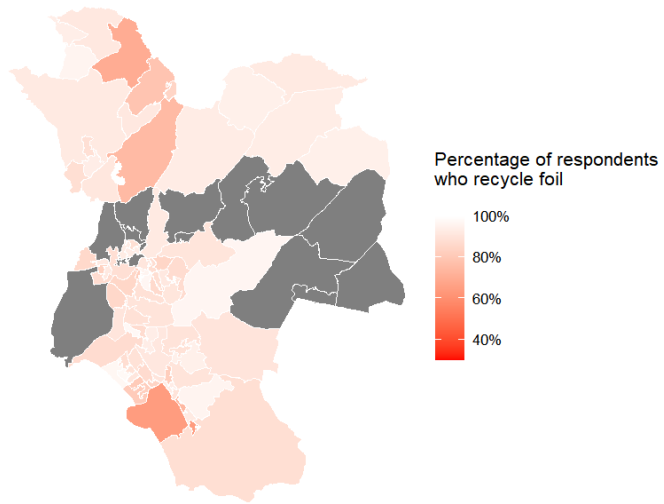 Percentage of respondents
who recycle foil
100%
80%
60%
40%